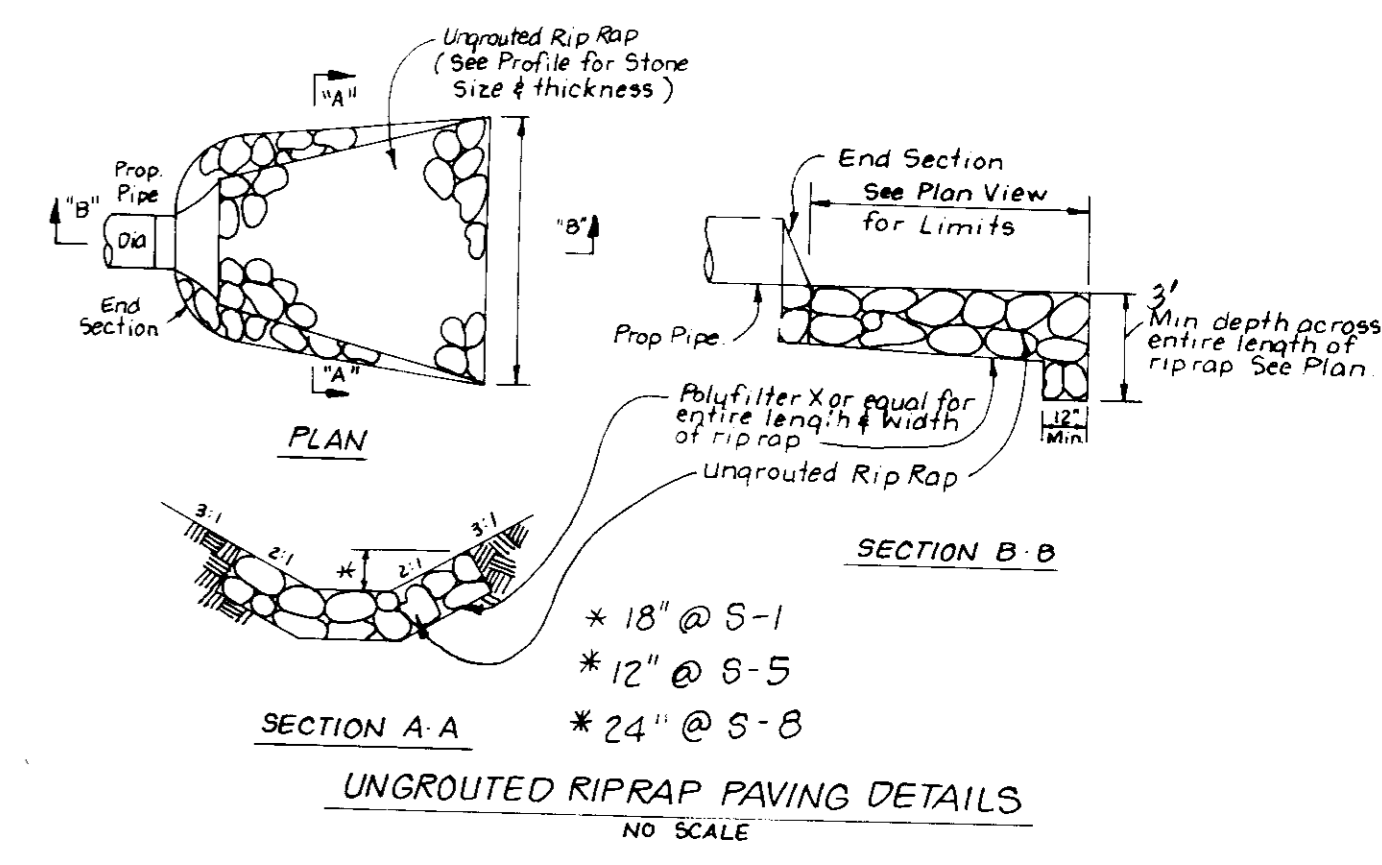 Ungrouted Rip Rap
(See Profile for Stone
Size & thickness)
"A"
Prop.
Pipe
"B"
Dia
"B"
End
Section
"A"
PLAN
End Section
See Plan View
for Limits
Prop Pipe.
3'
Min depth across
entire length of
riprap See Plan.
12"
Min.
Polyfilter X or equal for
entire length & width
of riprap
Ungrouted Rip Rap
SECTION B-B
3:1
2:1
*
2:1
3:1
SECTION A-A
* 18" @ S-1
* 12" @ S-5
* 24" @ S-8
UNGROUTED RIPRAP PAVING DETAILS
NO SCALE